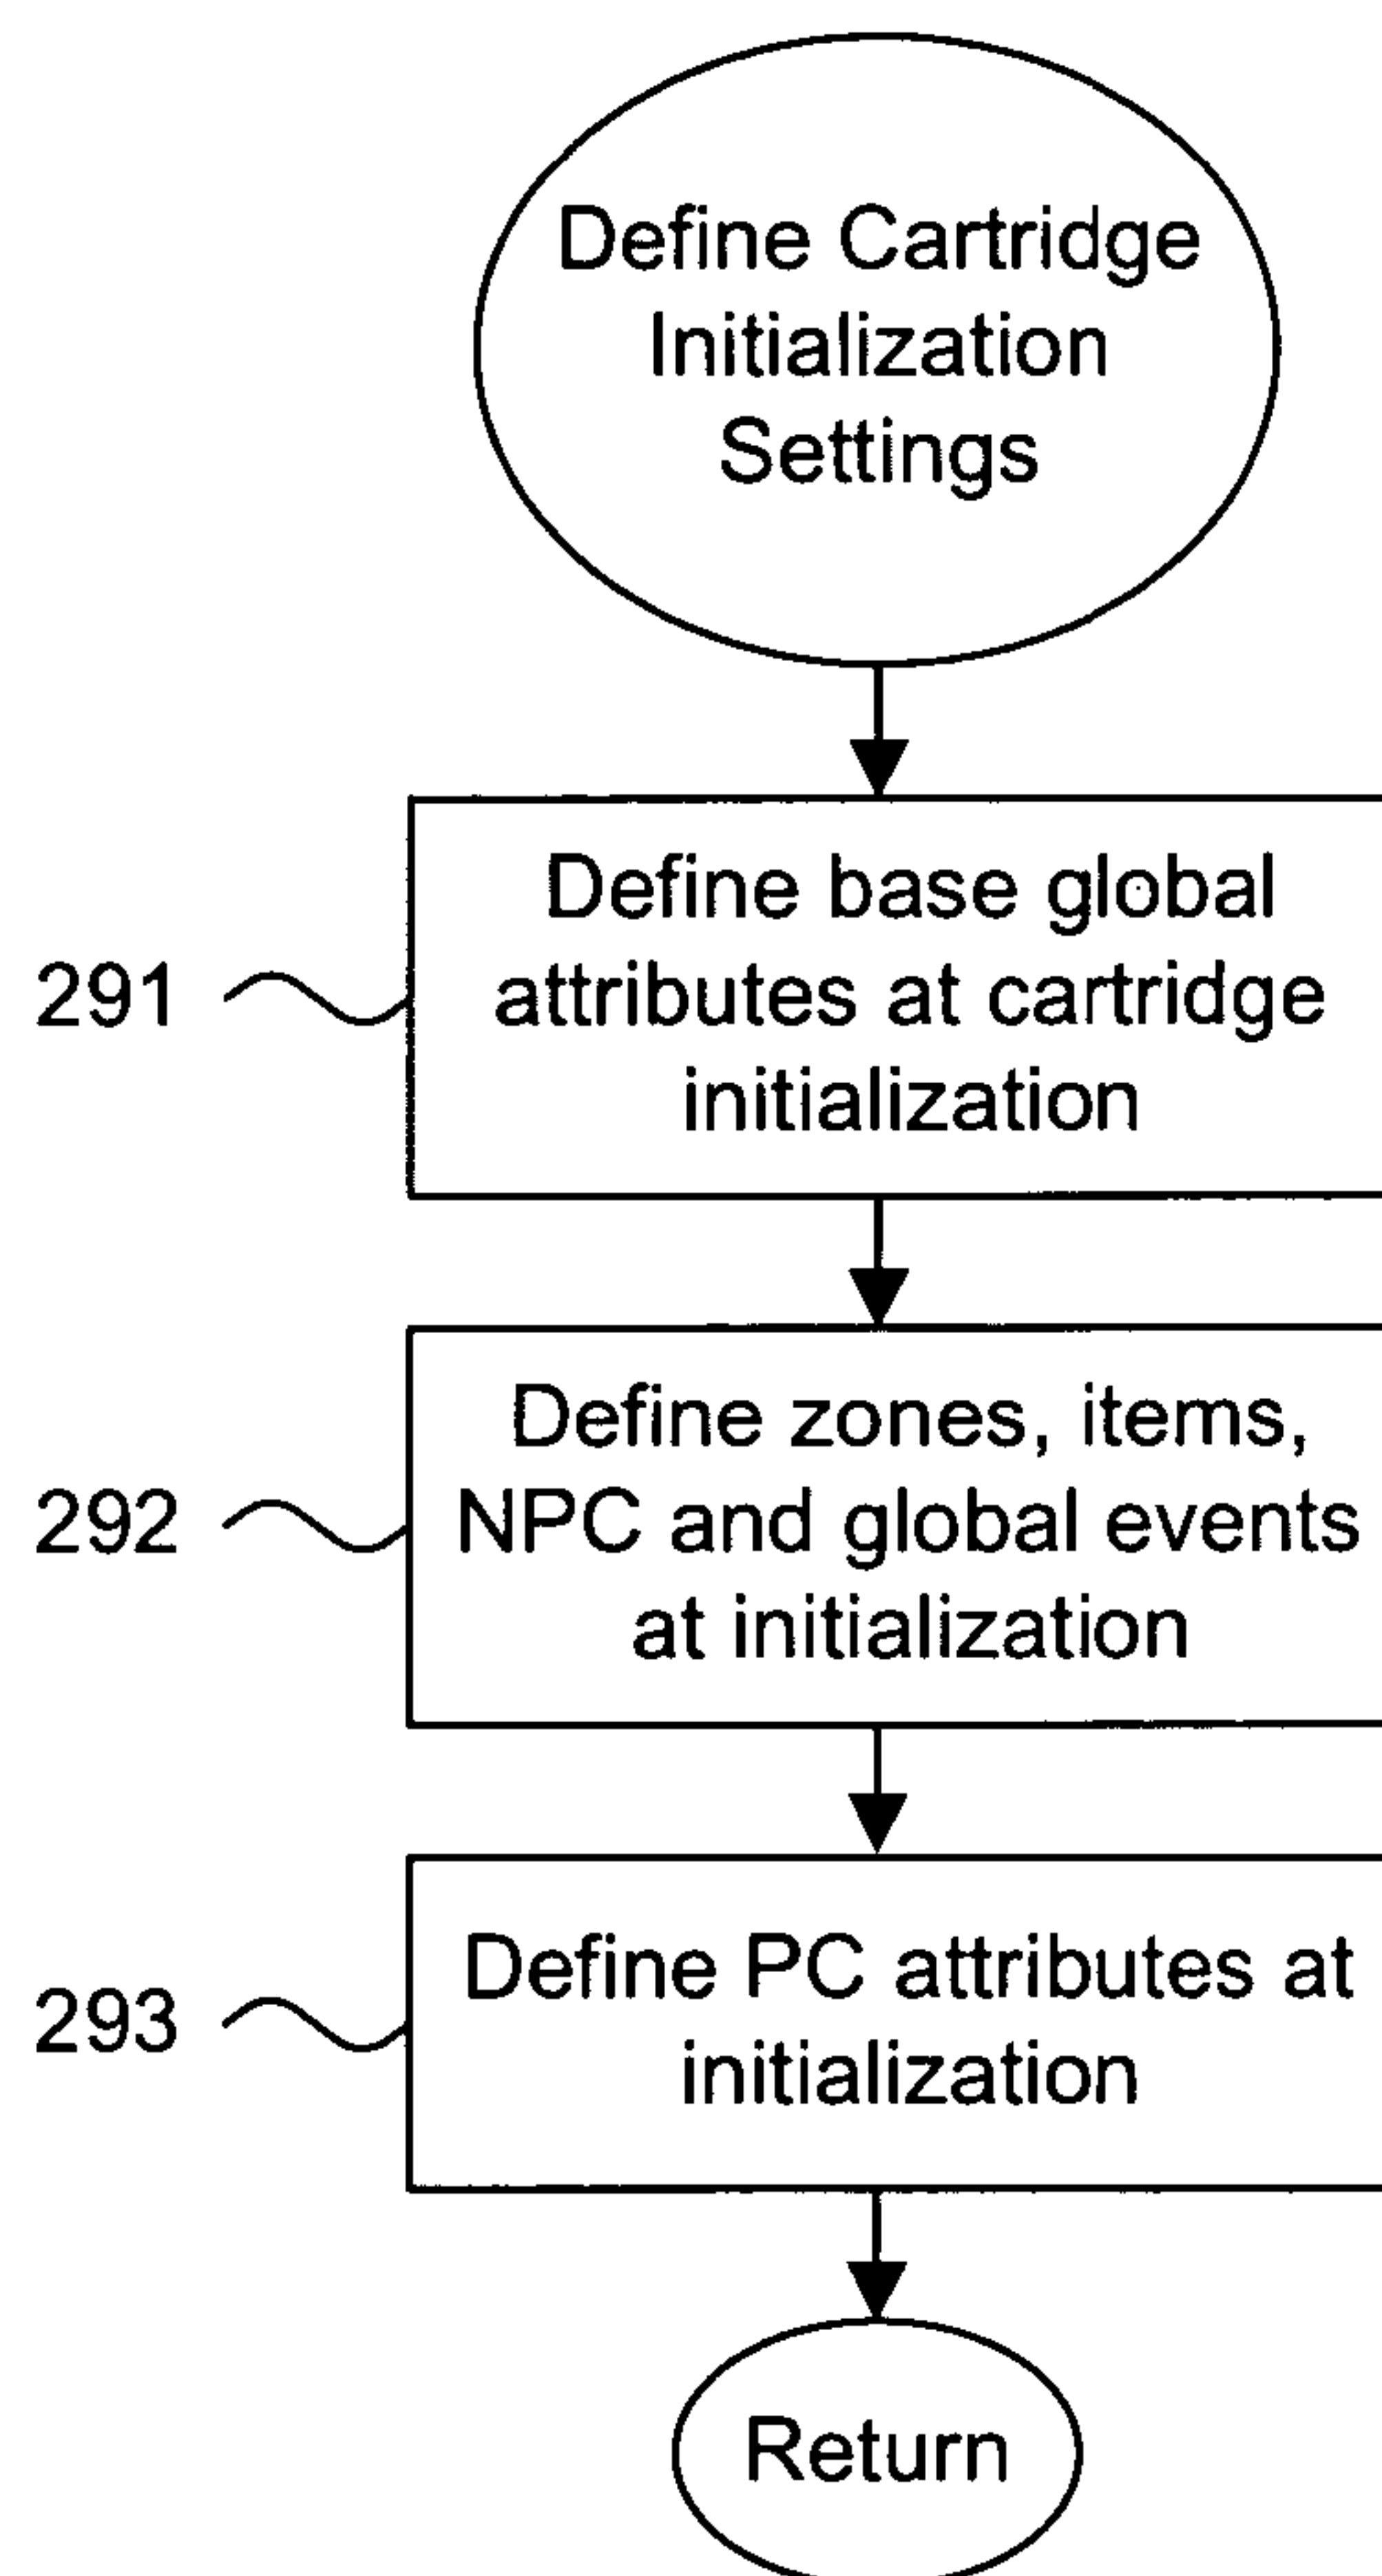 Define Cartridge
Initialization
Settings
291
Define base global
attributes at cartridge
initialization
292
Define zones, items,
NPC and global events
at initialization
293
Define PC attributes at
initialization
Return